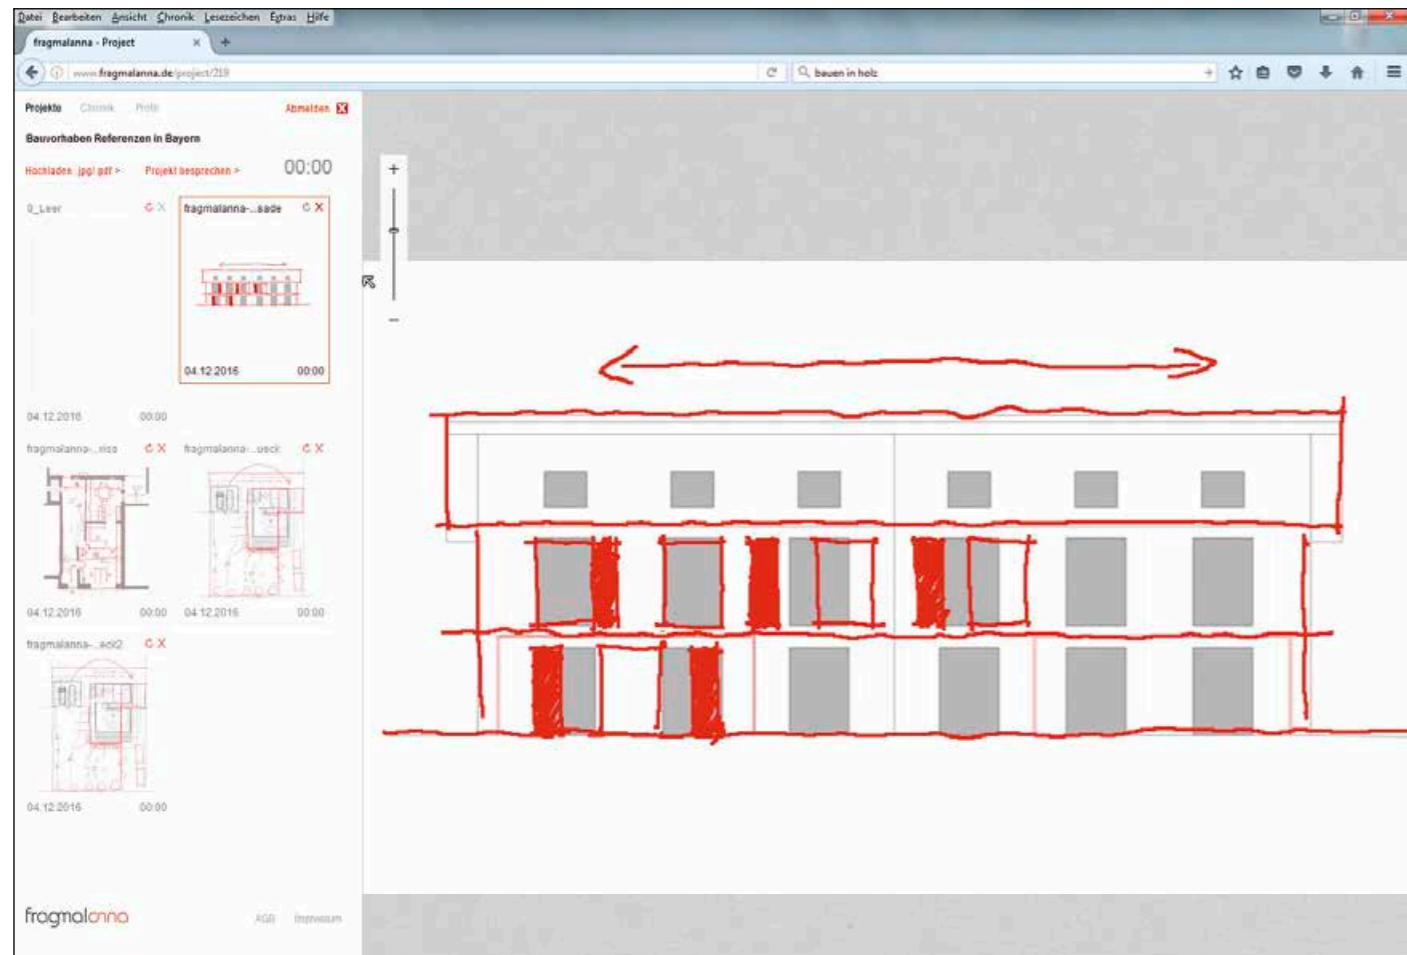 Datei Bearbeiten Ansicht Chronik Lesezeichen Extras Hilfe
fragmalanna - Project × +
www.fragmalanna.de/project/219
bauen in holz
Projekte Chronik Profil Abmelden X
Bauvorhaben Referenzen in Bayern
Hochladen .jpg/.pdf > Projekt besprechen > 00:00
0_Leer
fragmalanna-...sade
04.12.2016 00:00
04.12.2016 00:00
fragmalanna-...riss fragmalanna-...ueck
04.12.2016 00:00 04.12.2016 00:00
fragmalanna-...eck2
04.12.2016 00:00
fragmalanna
AGB Impressum